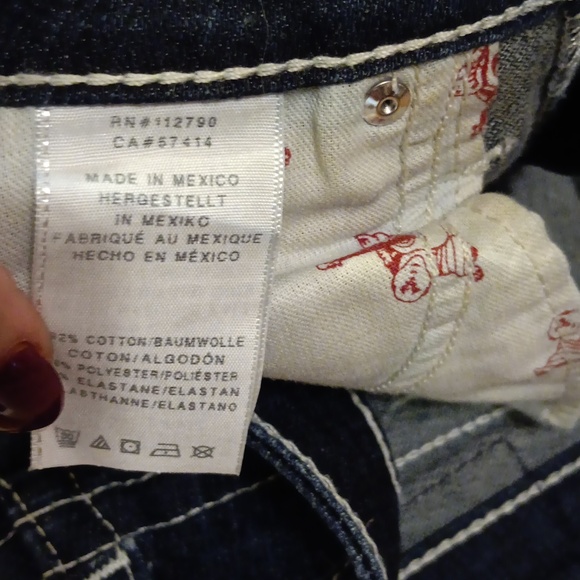 RN#112790
CA#57414
MADE IN MEXICO
HERGESTELLT
IN MEXIKO
FABRIQUÉ AU MEXIQUE
HECHO EN MÉXICO
COTTON/BAUMWOLLE
COTON/ALGODÓN
POLYESTER/POLIÉSTER
ELASTANE/ELASTAN
ELASTHANNE/ELASTANO